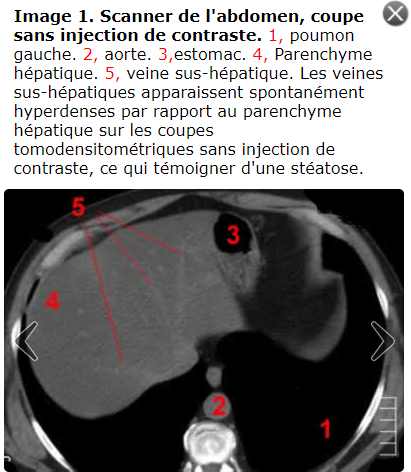 Image 1. Scanner de l'abdomen, coupe
sans injection de contraste. 1, poumon
gauche. 2, aorte. 3,estomac. 4, Parenchyme
hépatique. 5, veine sus-hépatique. Les veines
sus-hépatiques apparaissent spontanément
hyperdenses par rapport au parenchyme
hépatique sur les coupes
tomodensitométriques sans injection de
contraste, ce qui témoigner d'une stéatose.
5
3
4
2
1